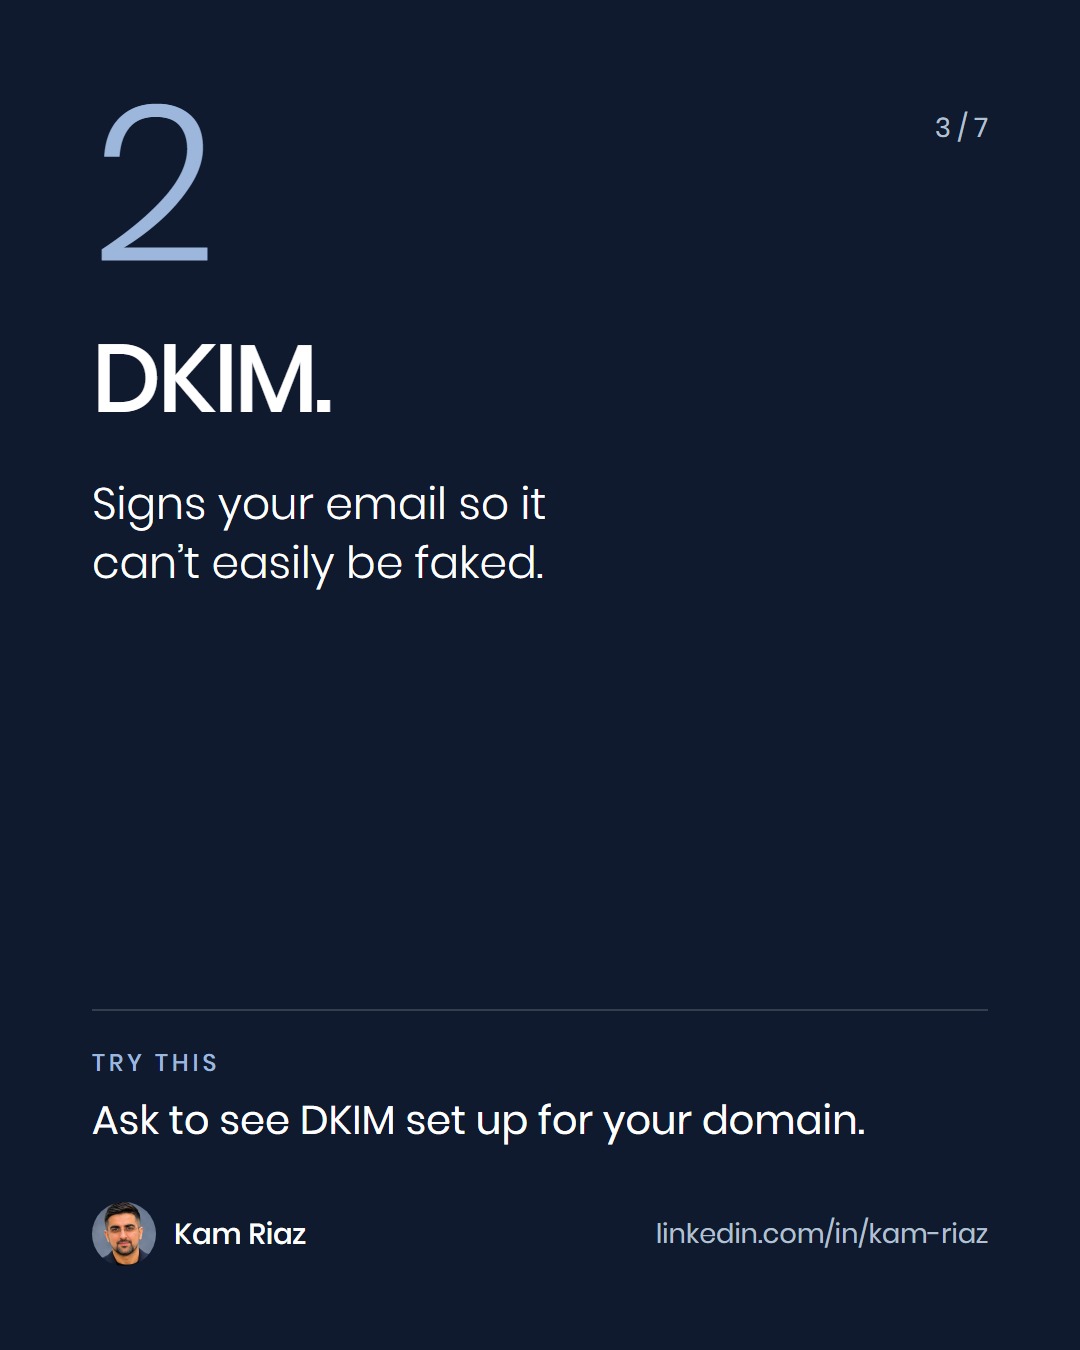 2
3 / 7
DKIM.
Signs your email so it
can’t easily be faked.
TRY THIS
Ask to see DKIM set up for your domain.
Kam Riaz
linkedin.com/in/kam-riaz